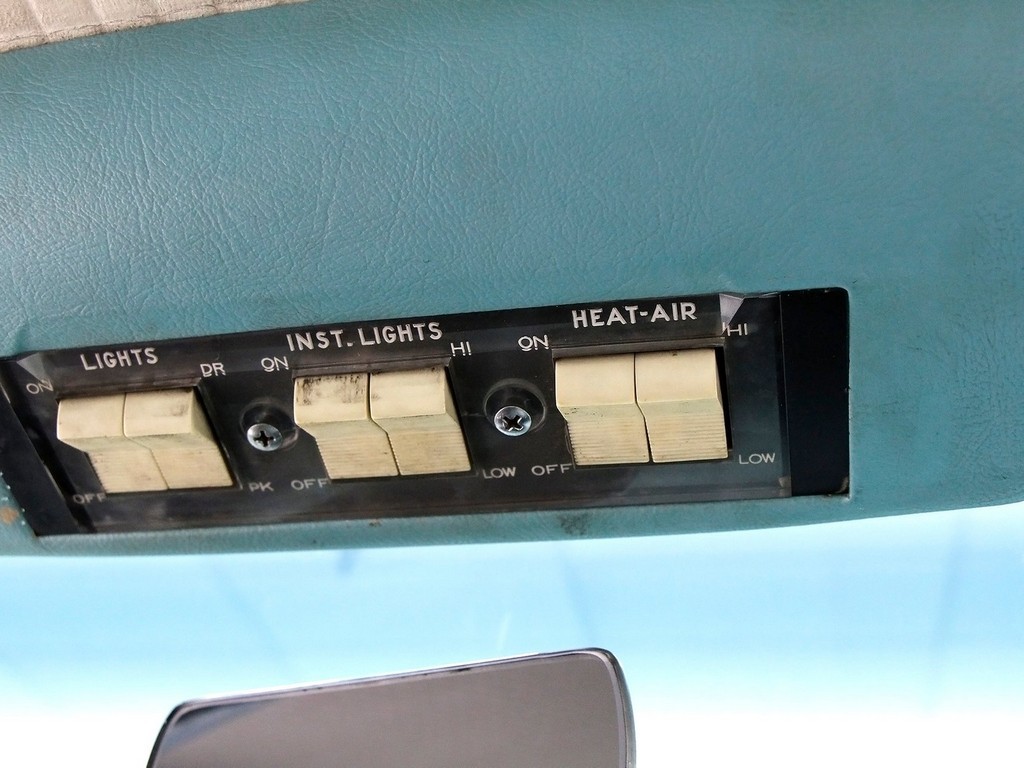 LIGHTS
ON DR
OFF PK
INST. LIGHTS
ON HI
OFF LOW
HEAT-AIR
ON HI
OFF LOW